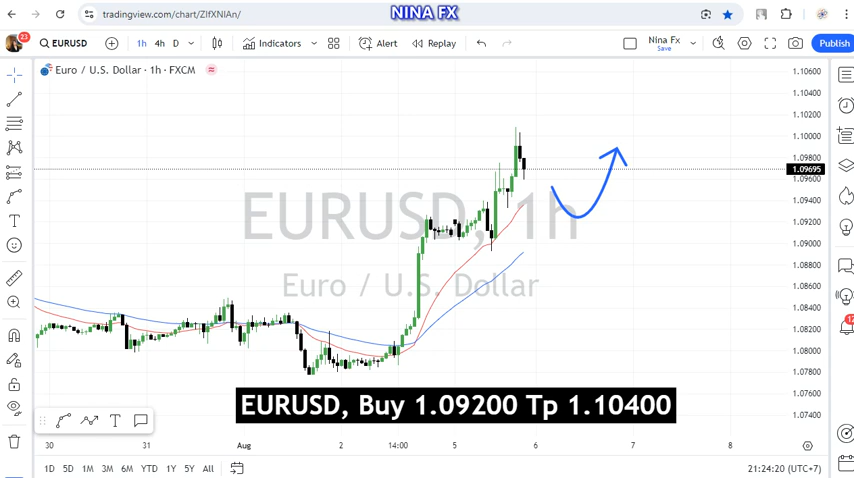 NINA FX
tradingview.com/chart/ZIfXNIAn/
23
EURUSD
1h 4h D
Indicators
Alert
Replay
Nina Fx
Save
Publish
Euro / U.S. Dollar · 1h · FXCM
EURUSD, 1h
Euro / U.S. Dollar
1.10600
1.10400
1.10200
1.10000
1.09800
1.09695
1.09600
1.09400
1.09200
1.09000
1.08800
1.08600
1.08400
1.08200
1.08000
1.07800
1.07600
1.07400
12
EURUSD, Buy 1.09200 Tp 1.10400
30 31 Aug 2 14:00 5 6 7 8
1D 5D 1M 3M 6M YTD 1Y 5Y All
21:24:20 (UTC+7)